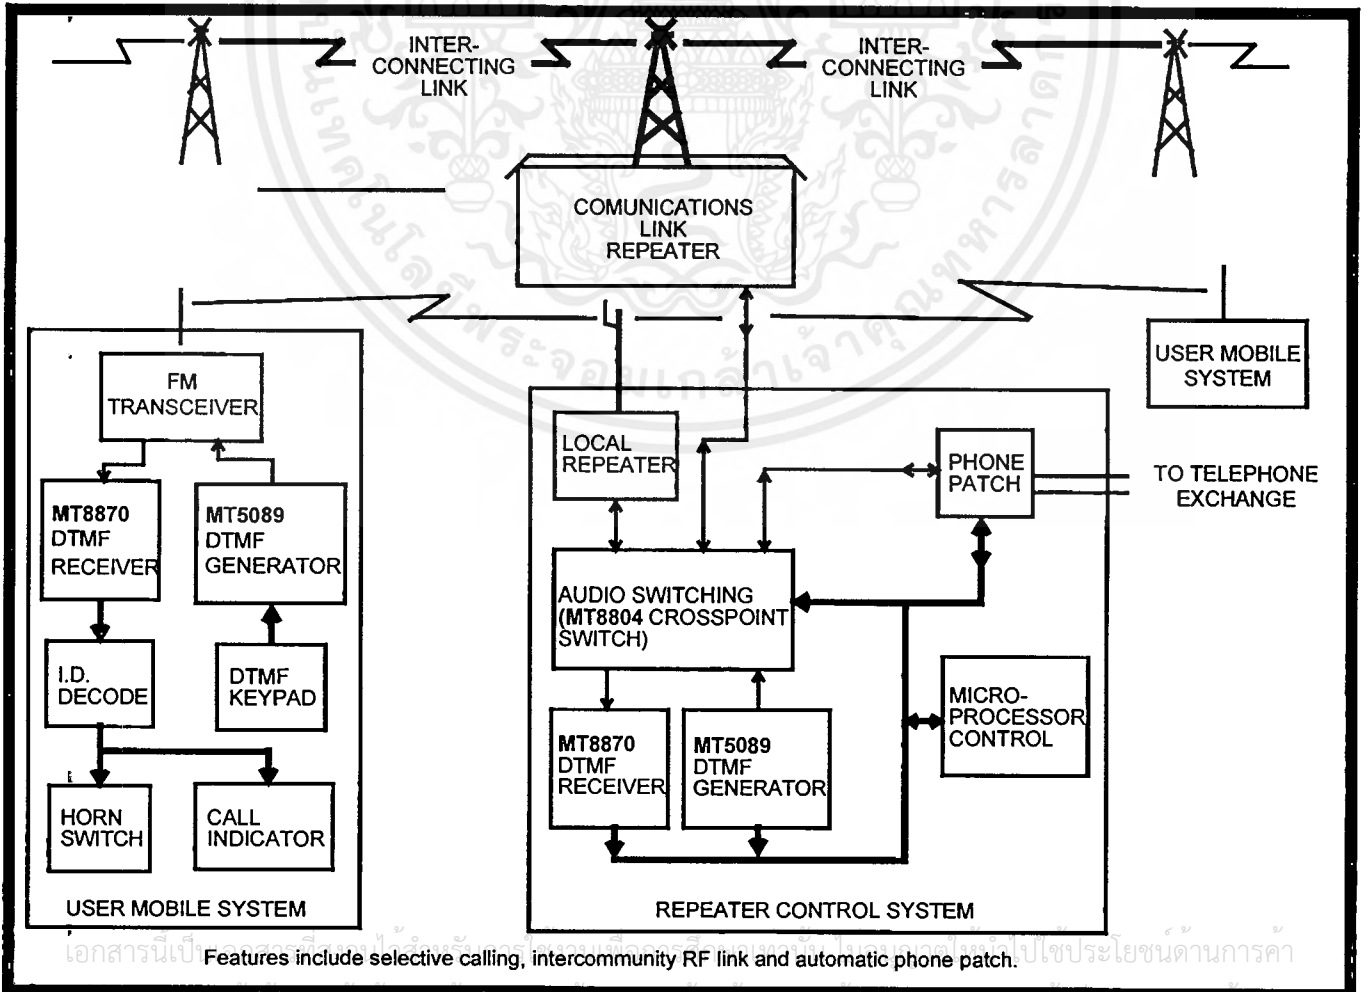 INTER-
CONNECTING
LINK
INTER-
CONNECTING
LINK
COMUNICATIONS
LINK
REPEATER
FM
TRANSCEIVER
MT8870
DTMF
RECEIVER
MT5089
DTMF
GENERATOR
I.D.
DECODE
DTMF
KEYPAD
HORN
SWITCH
CALL
INDICATOR
USER MOBILE SYSTEM
LOCAL
REPEATER
PHONE
PATCH
TO TELEPHONE
EXCHANGE
AUDIO SWITCHING
(MT8804 CROSSPOINT
SWITCH)
MT8870
DTMF
RECEIVER
MT5089
DTMF
GENERATOR
MICRO-
PROCESSOR
CONTROL
REPEATER CONTROL SYSTEM
USER MOBILE
SYSTEM
Features include selective calling, intercommunity RF link and automatic phone patch.